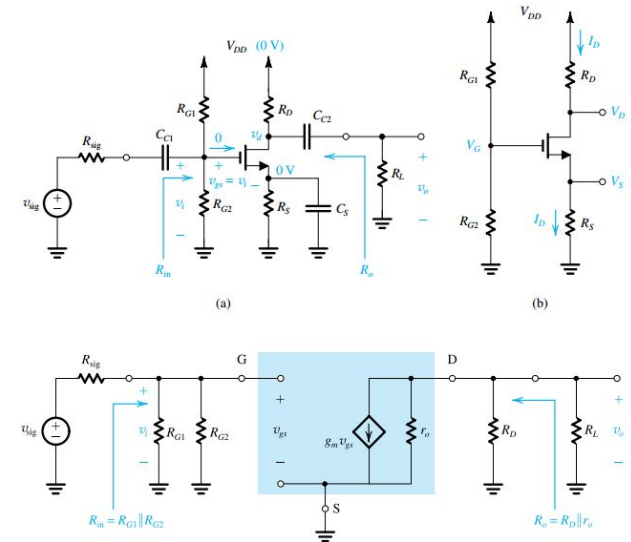 V_DD (0 V)
R_G1
R_D
C_C2
C_C1
R_sig
0
v_d
0 V
+
+
v_gs = v_i
−
+
−
v_sig
+
−
v_i
−
R_G2
R_S
C_S
R_L
+
v_o
−
R_in
R_o
(a)
V_DD
I_D
R_G1
R_D
V_D
V_G
V_S
R_G2
I_D
R_S
(b)
R_sig
G
D
v_sig
+
−
+
v_i
−
R_G1
R_G2
+
v_gs
−
g_m v_gs
r_o
R_D
R_L
+
v_o
−
S
R_in = R_G1 || R_G2
R_o = R_D || r_o